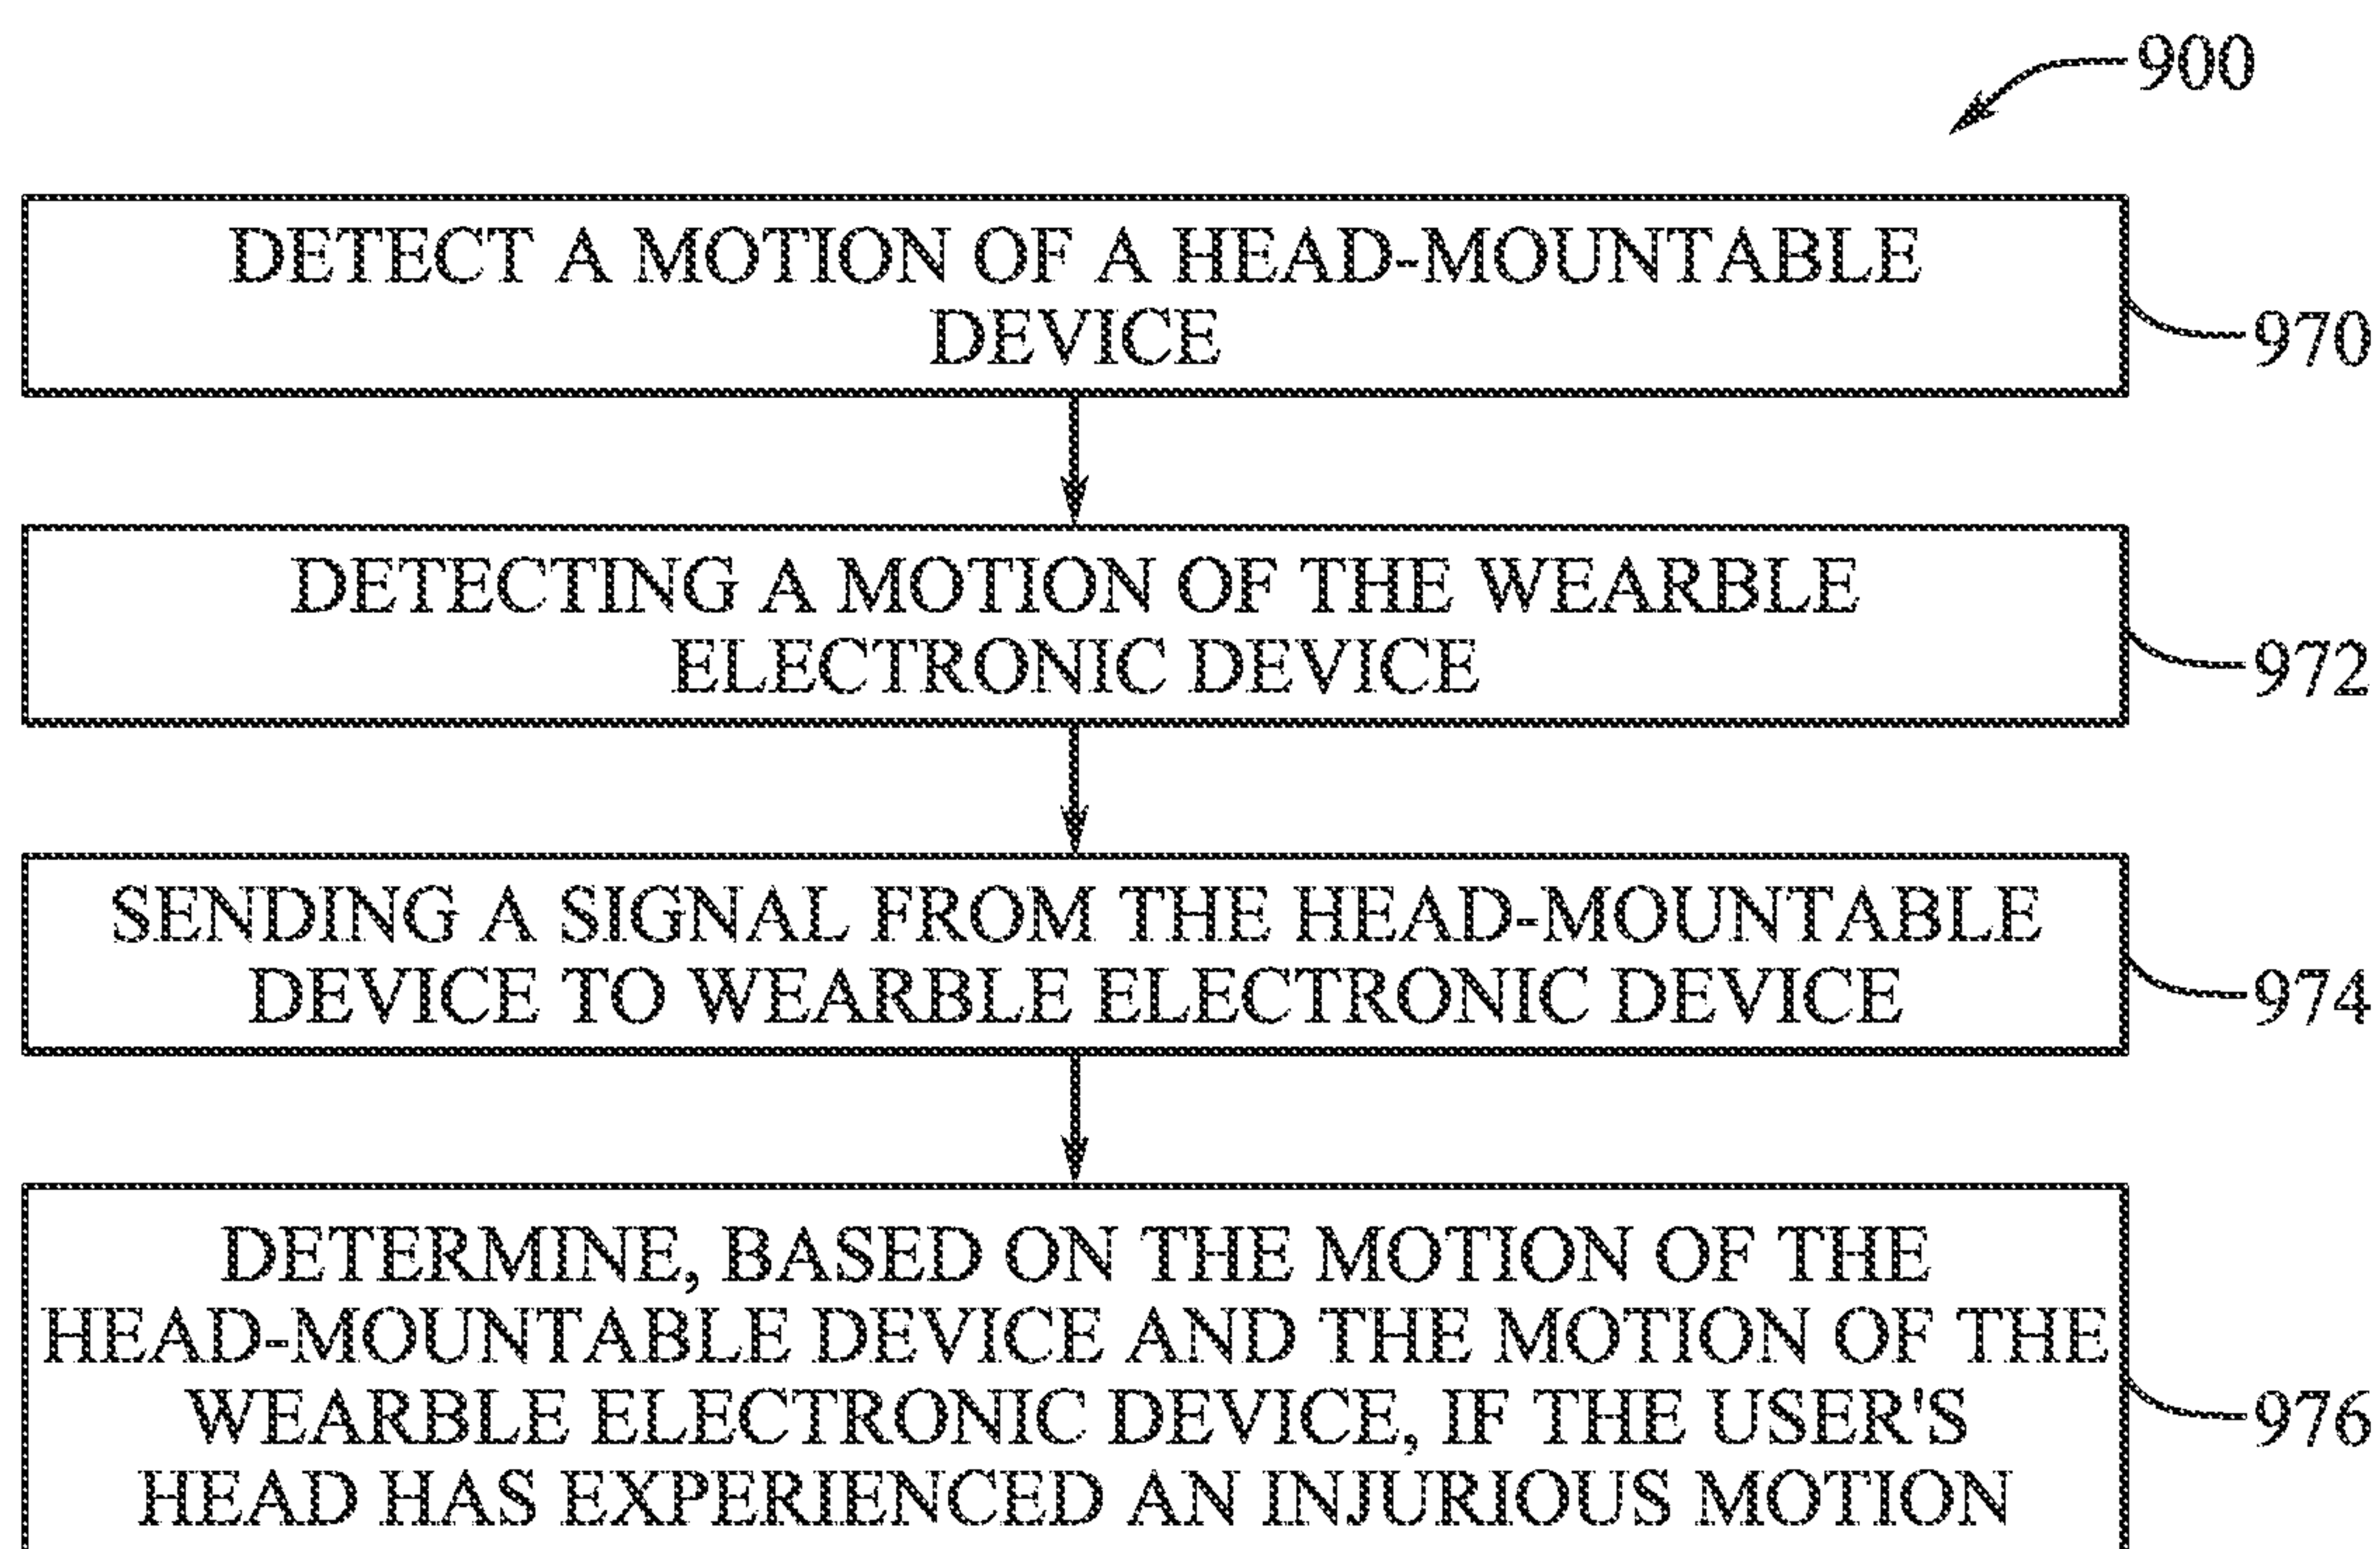 900
DETECT A MOTION OF A HEAD-MOUNTABLE
DEVICE
970
DETECTING A MOTION OF THE WEARBLE
ELECTRONIC DEVICE
972
SENDING A SIGNAL FROM THE HEAD-MOUNTABLE
DEVICE TO WEARBLE ELECTRONIC DEVICE
974
DETERMINE, BASED ON THE MOTION OF THE
HEAD-MOUNTABLE DEVICE AND THE MOTION OF THE
WEARBLE ELECTRONIC DEVICE, IF THE USER'S
HEAD HAS EXPERIENCED AN INJURIOUS MOTION
976